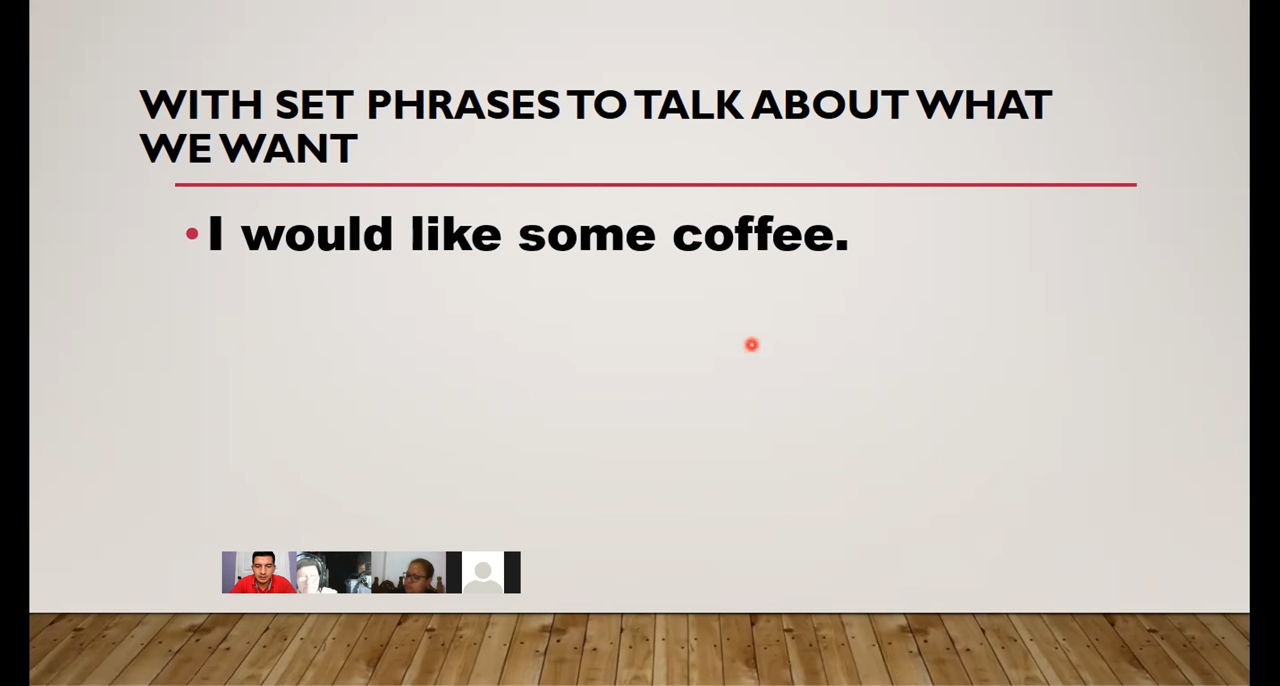 WITH SET PHRASES TO TALK ABOUT WHAT
WE WANT
• I would like some coffee.